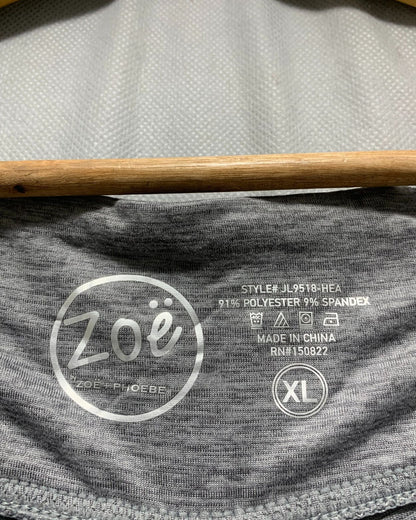 Zoë
ZOE+PHOEBE
STYLE# JL9518-HEA
91% POLYESTER 9% SPANDEX
MADE IN CHINA
RN#150822
XL